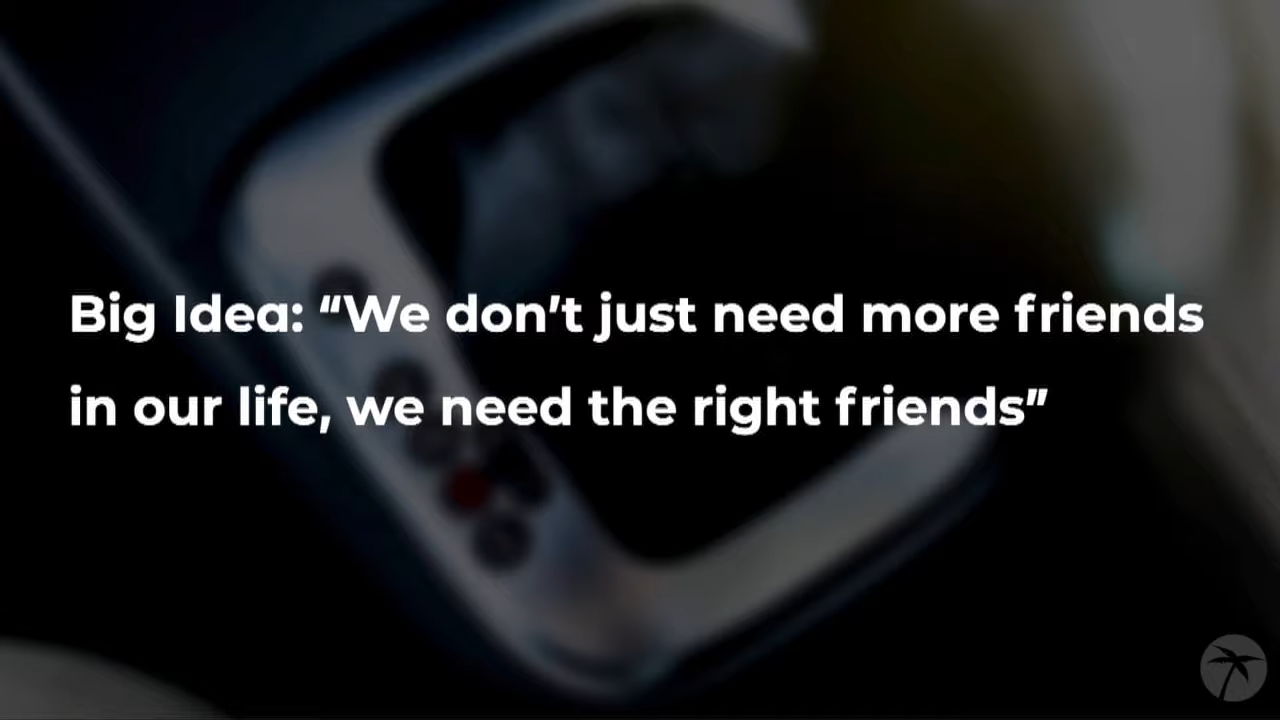 Big Idea: “We don’t just need more friends
in our life, we need the right friends”